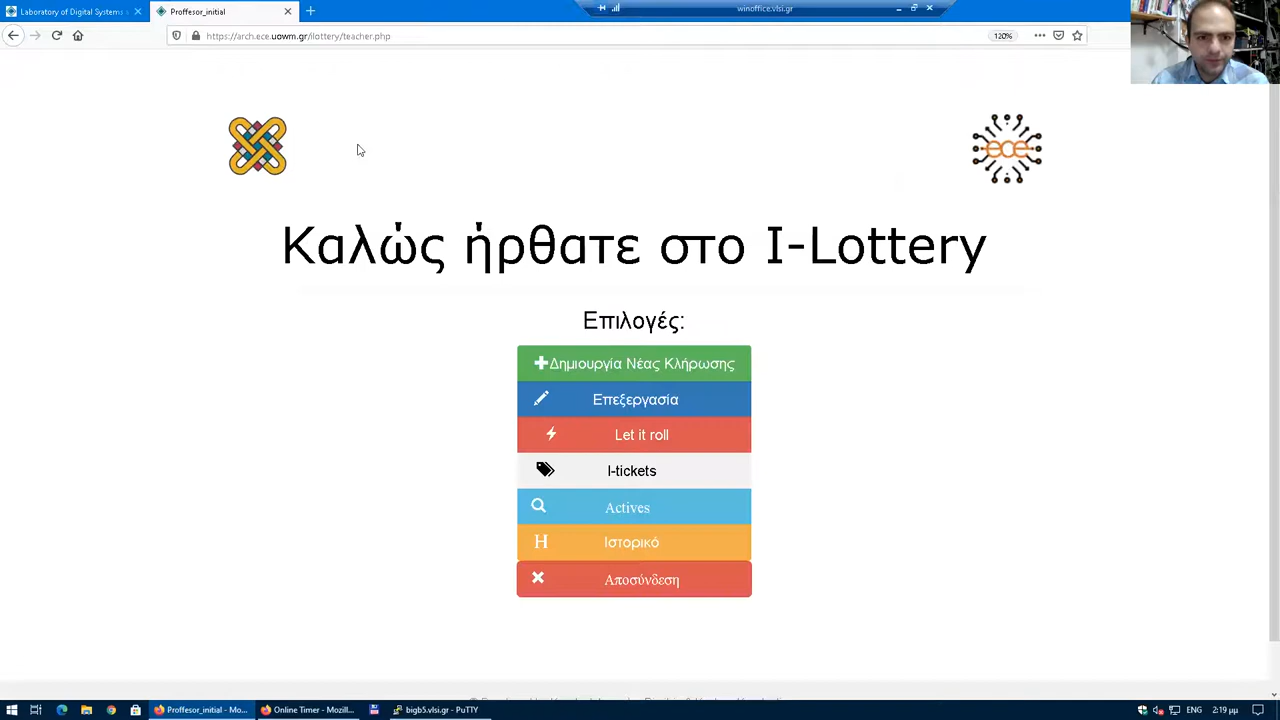 Laboratory of Digital Systems
Proffesor_initial
winoffice.vlsi.gr
https://arch.ece.uowm.gr/ilottery/teacher.php
120%
ece
Καλώς ήρθατε στο I-Lottery
Επιλογές:
Δημιουργία Νέας Κλήρωσης
Επεξεργασία
Let it roll
I-tickets
Actives
H Ιστορικό
Αποσύνδεση
Proffesor_initial - Mo...
Online Timer - Mozill...
bigb5.vlsi.gr - PuTTY
ENG
2:19 μμ